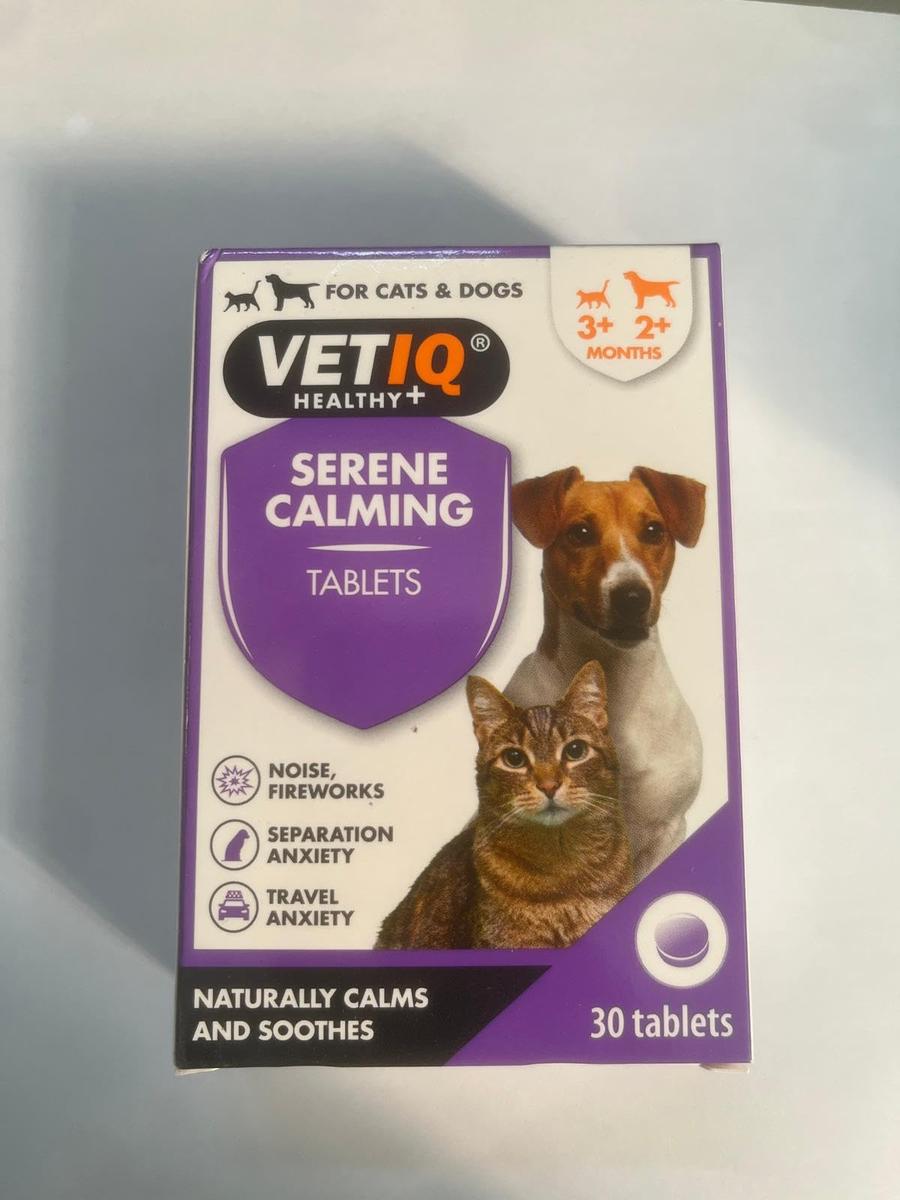 FOR CATS & DOGS
3+ 2+
MONTHS
VETIQ®
HEALTHY+
SERENE
CALMING
TABLETS
NOISE,
FIREWORKS
SEPARATION
ANXIETY
TRAVEL
ANXIETY
NATURALLY CALMS
AND SOOTHES
30 tablets